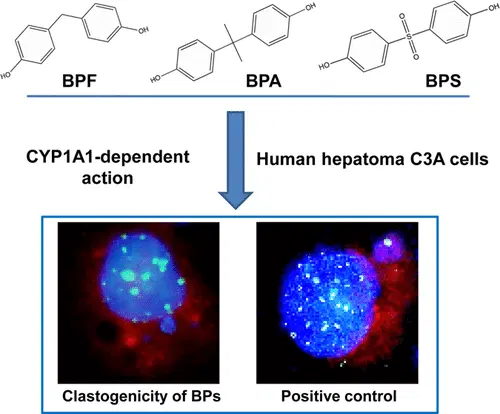 OH
HO
BPF
OH
HO
BPA
O
S
O
OH
HO
BPS
CYP1A1-dependent
action
Human hepatoma C3A cells
Clastogenicity of BPs
Positive control